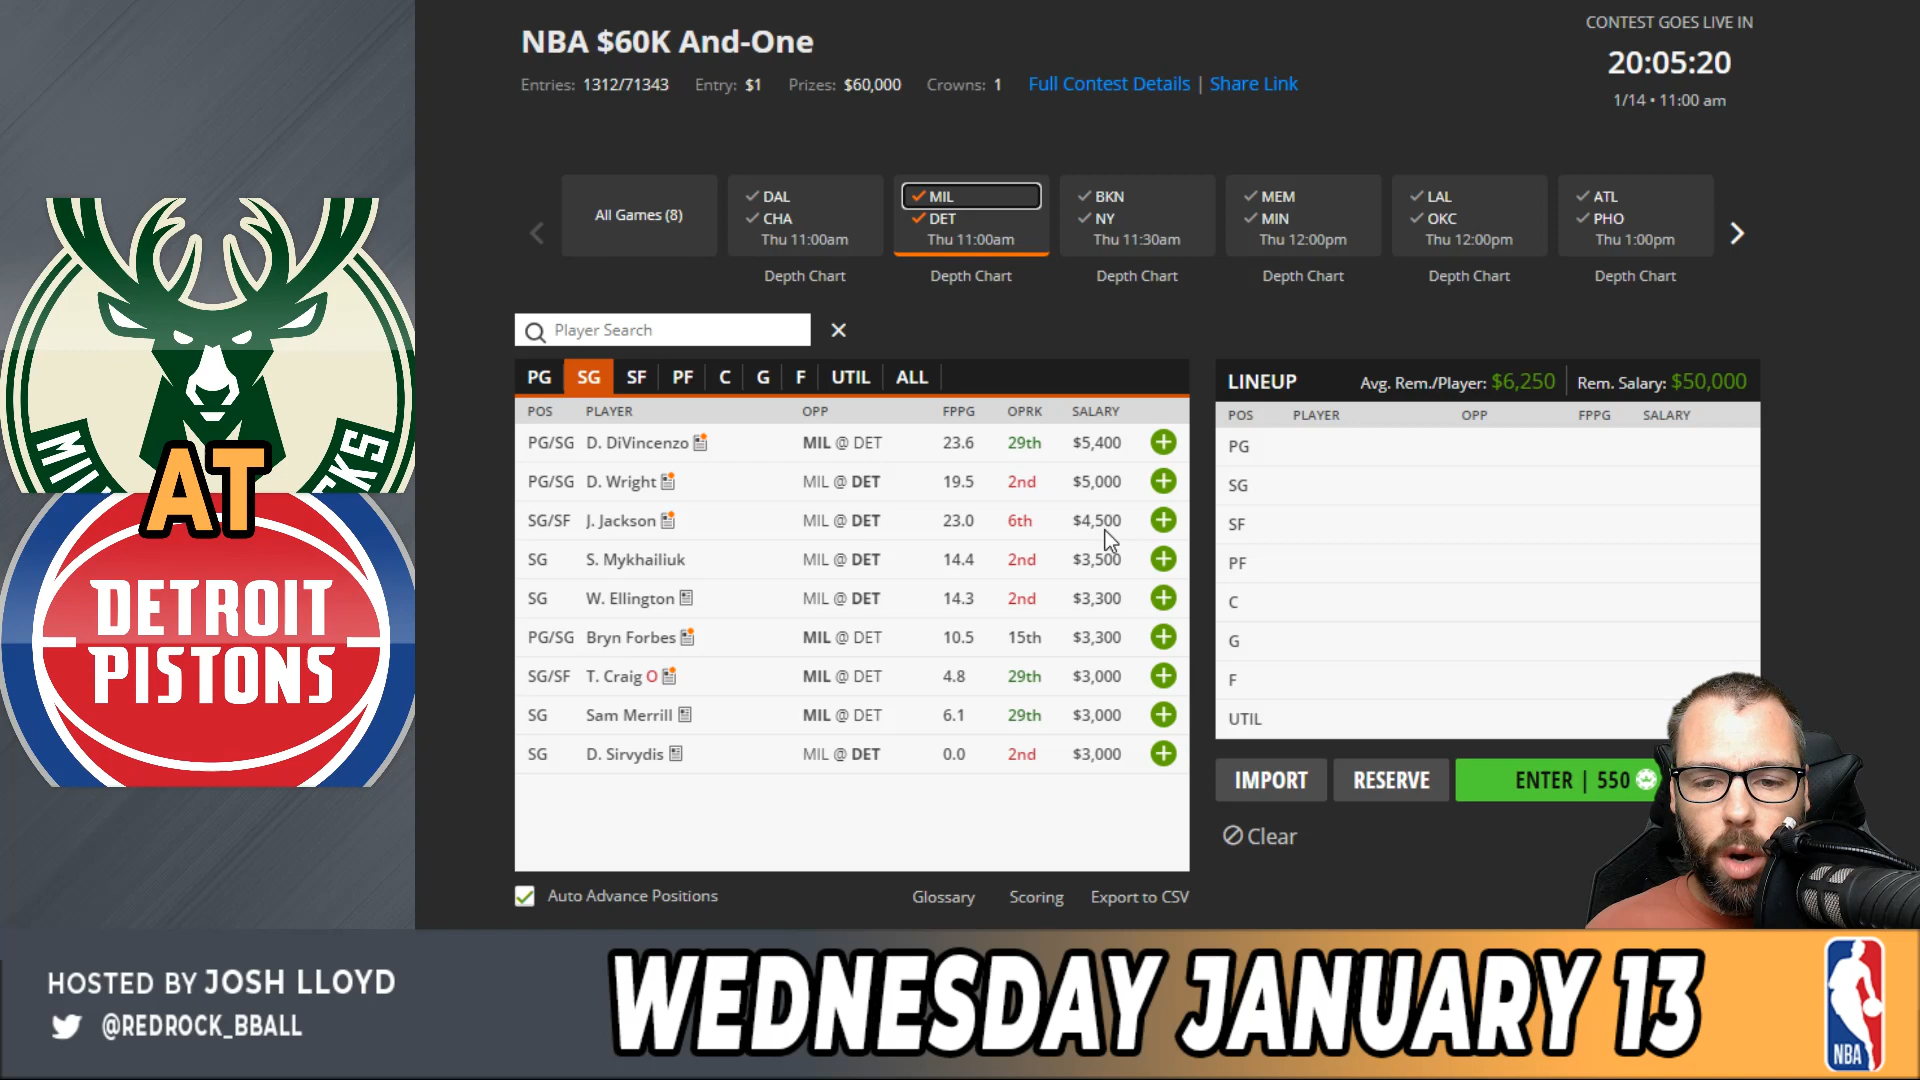 NBA $60K And-One
Entries: 1312/71343 Entry: $1 Prizes: $60,000 Crowns: 1 Full Contest Details | Share Link
CONTEST GOES LIVE IN
20:05:20
1/14 • 11:00 am
All Games (8)
DAL
CHA
Thu 11:00am
Depth Chart
MIL
DET
Thu 11:00am
Depth Chart
BKN
NY
Thu 11:30am
Depth Chart
MEM
MIN
Thu 12:00pm
Depth Chart
LAL
OKC
Thu 12:00pm
Depth Chart
ATL
PHO
Thu 1:00pm
Depth Chart
Player Search
PG SG SF PF C G F UTIL ALL
POS PLAYER OPP FPPG OPRK SALARY
PG/SG D. DiVincenzo MIL @ DET 23.6 29th $5,400
PG/SG D. Wright MIL @ DET 19.5 2nd $5,000
SG/SF J. Jackson MIL @ DET 23.0 6th $4,500
SG S. Mykhailiuk MIL @ DET 14.4 2nd $3,500
SG W. Ellington MIL @ DET 14.3 2nd $3,300
PG/SG Bryn Forbes MIL @ DET 10.5 15th $3,300
SG/SF T. Craig O MIL @ DET 4.8 29th $3,000
SG Sam Merrill MIL @ DET 6.1 29th $3,000
SG D. Sirvydis MIL @ DET 0.0 2nd $3,000
Auto Advance Positions Glossary Scoring Export to CSV
LINEUP Avg. Rem./Player: $6,250 Rem. Salary: $50,000
POS PLAYER OPP FPPG SALARY
PG
SG
SF
PF
C
G
F
UTIL
IMPORT RESERVE ENTER | 550
Clear
AT
DETROIT
PISTONS
HOSTED BY JOSH LLOYD
@REDROCK_BBALL
WEDNESDAY JANUARY 13
NBA